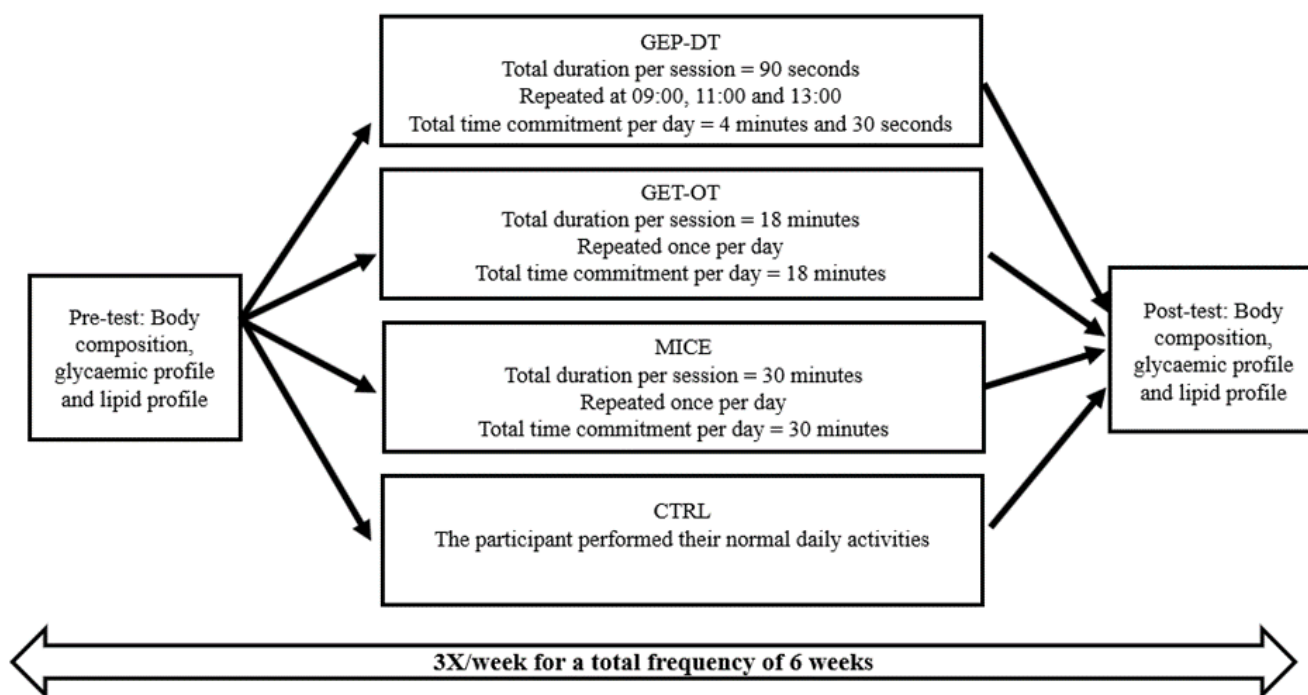 GEP-DT
Total duration per session = 90 seconds
Repeated at 09:00, 11:00 and 13:00
Total time commitment per day = 4 minutes and 30 seconds
GET-OT
Total duration per session = 18 minutes
Repeated once per day
Total time commitment per day = 18 minutes
Pre-test: Body
composition,
glycaemic profile
and lipid profile
MICE
Total duration per session = 30 minutes
Repeated once per day
Total time commitment per day = 30 minutes
CTRL
The participant performed their normal daily activities
Post-test: Body
composition,
glycaemic profile
and lipid profile
3X/week for a total frequency of 6 weeks